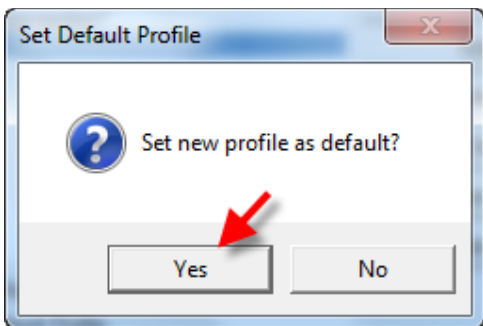 Set Default Profile
Set new profile as default?
Yes
No